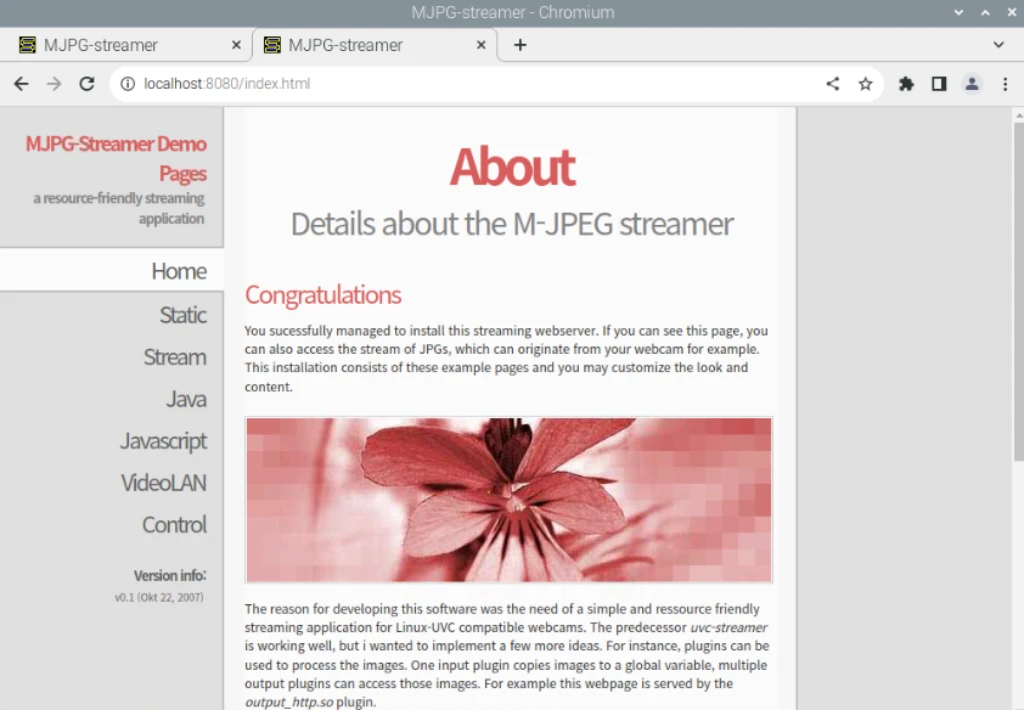 MJPG-streamer - Chromium
MJPG-streamer
MJPG-streamer
localhost:8080/index.html
MJPG-Streamer Demo
Pages
a resource-friendly streaming
application
Home
Static
Stream
Java
Javascript
VideoLAN
Control
Version info:
v0.1 (Okt 22, 2007)
About
Details about the M-JPEG streamer
Congratulations
You sucessfully managed to install this streaming webserver. If you can see this page, you
can also access the stream of JPGs, which can originate from your webcam for example.
This installation consists of these example pages and you may customize the look and
content.
The reason for developing this software was the need of a simple and ressource friendly
streaming application for Linux-UVC compatible webcams. The predecessor uvc-streamer
is working well, but i wanted to implement a few more ideas. For instance, plugins can be
used to process the images. One input plugin copies images to a global variable, multiple
output plugins can access those images. For example this webpage is served by the
output_http.so plugin.